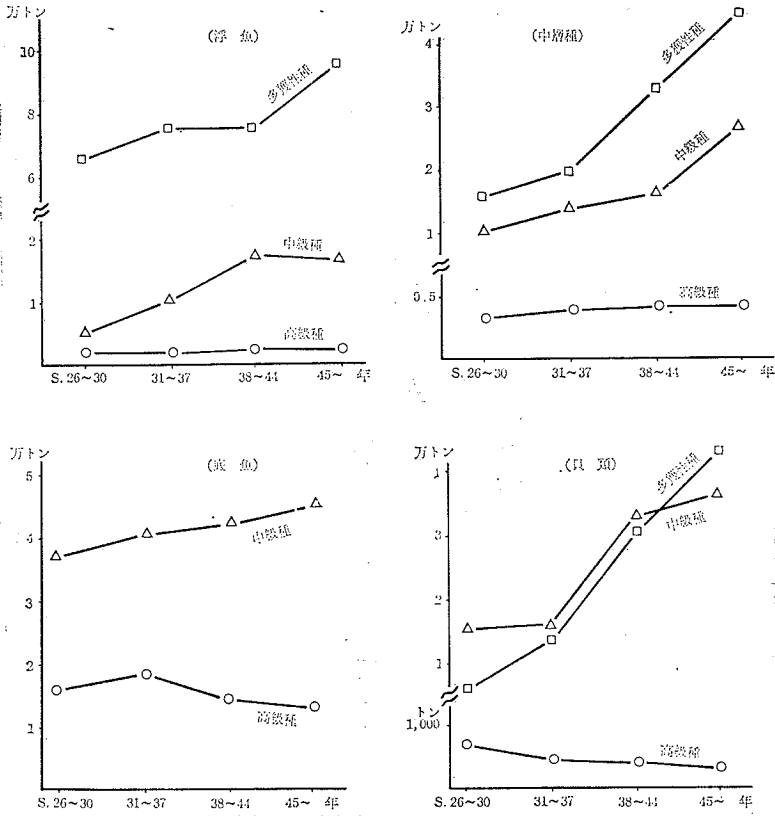 万トン
(浮 魚)
10
8
6
2
1
多獲性種
中級種
高級種
S.26~30 31~37 38~44 45~ 年
万トン
(中層種)
4
3
2
1
0.5
多獲性種
中級種
高級種
S.26~30 31~37 38~44 45~ 年
万トン
(底 魚)
5
4
3
2
1
中級種
高級種
S.26~30 31~37 38~44 45~ 年
万トン
(貝 類)
4
3
2
1
トン
1,000
多獲性種
中級種
高級種
S.26~30 31~37 38~44 45~ 年